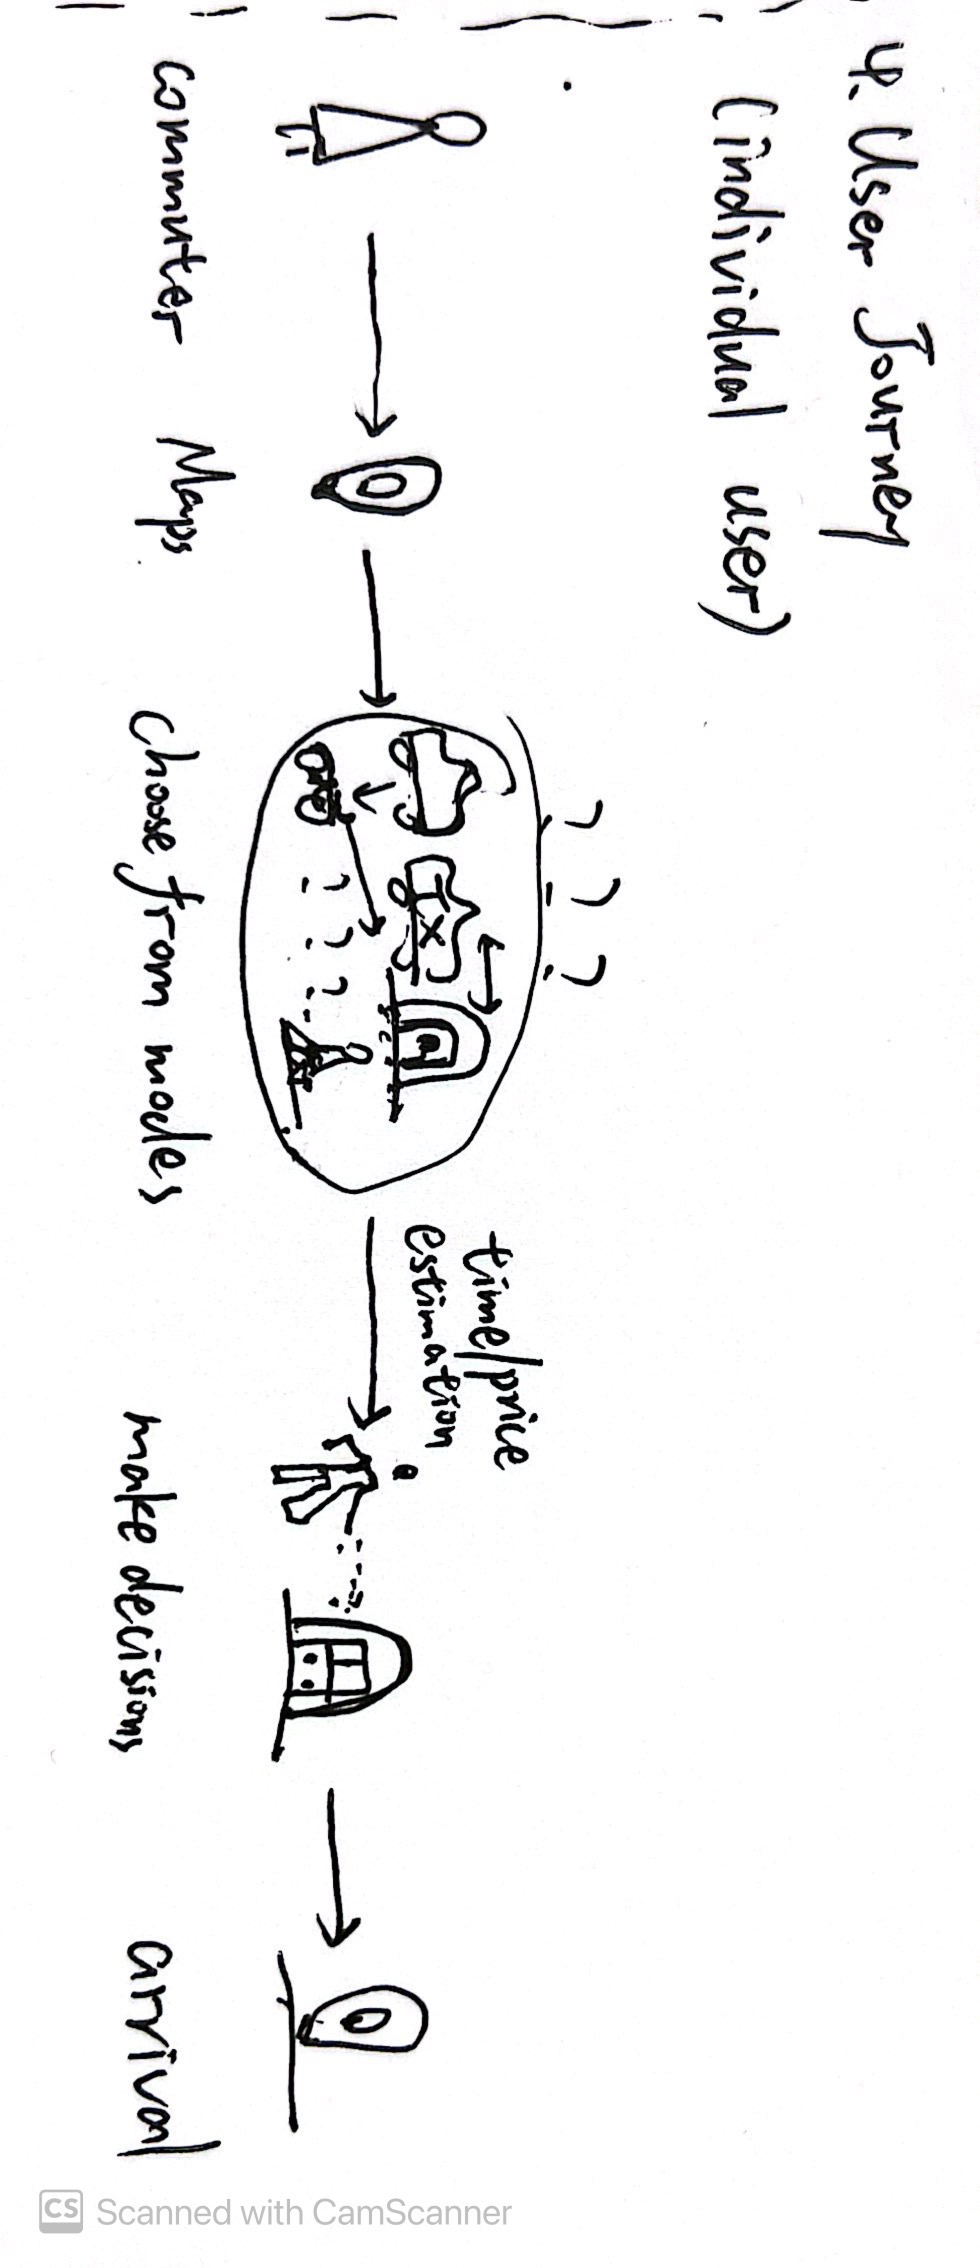 4. User Journey
(individual user)
? ? ?
time/price
estimation
TX
? ? ?
commuter
Maps
choose from modes
make decisions
arrival
CS Scanned with CamScanner